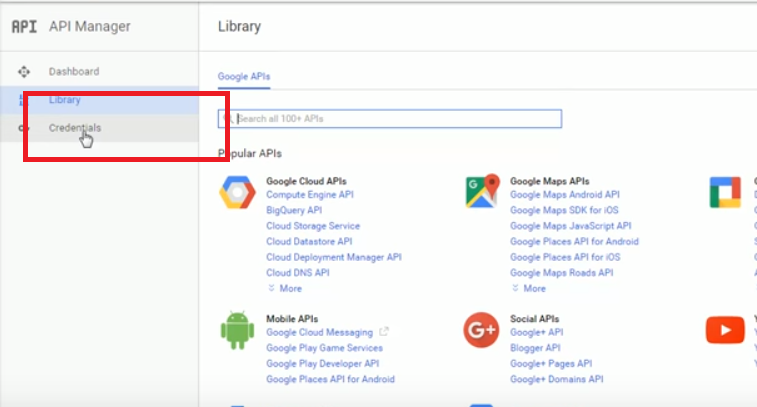 API API Manager
Library
Dashboard
Library
Credentials
Google APIs
Search all 100+ APIs
Popular APIs
Google Cloud APIs
Compute Engine API
BigQuery API
Cloud Storage Service
Cloud Datastore API
Cloud Deployment Manager API
Cloud DNS API
More
Google Maps APIs
Google Maps Android API
Google Maps SDK for iOS
Google Maps JavaScript API
Google Places API for Android
Google Places API for iOS
Google Maps Roads API
More
Mobile APIs
Google Cloud Messaging
Google Play Game Services
Google Play Developer API
Google Places API for Android
Social APIs
Google+ API
Blogger API
Google+ Pages API
Google+ Domains API